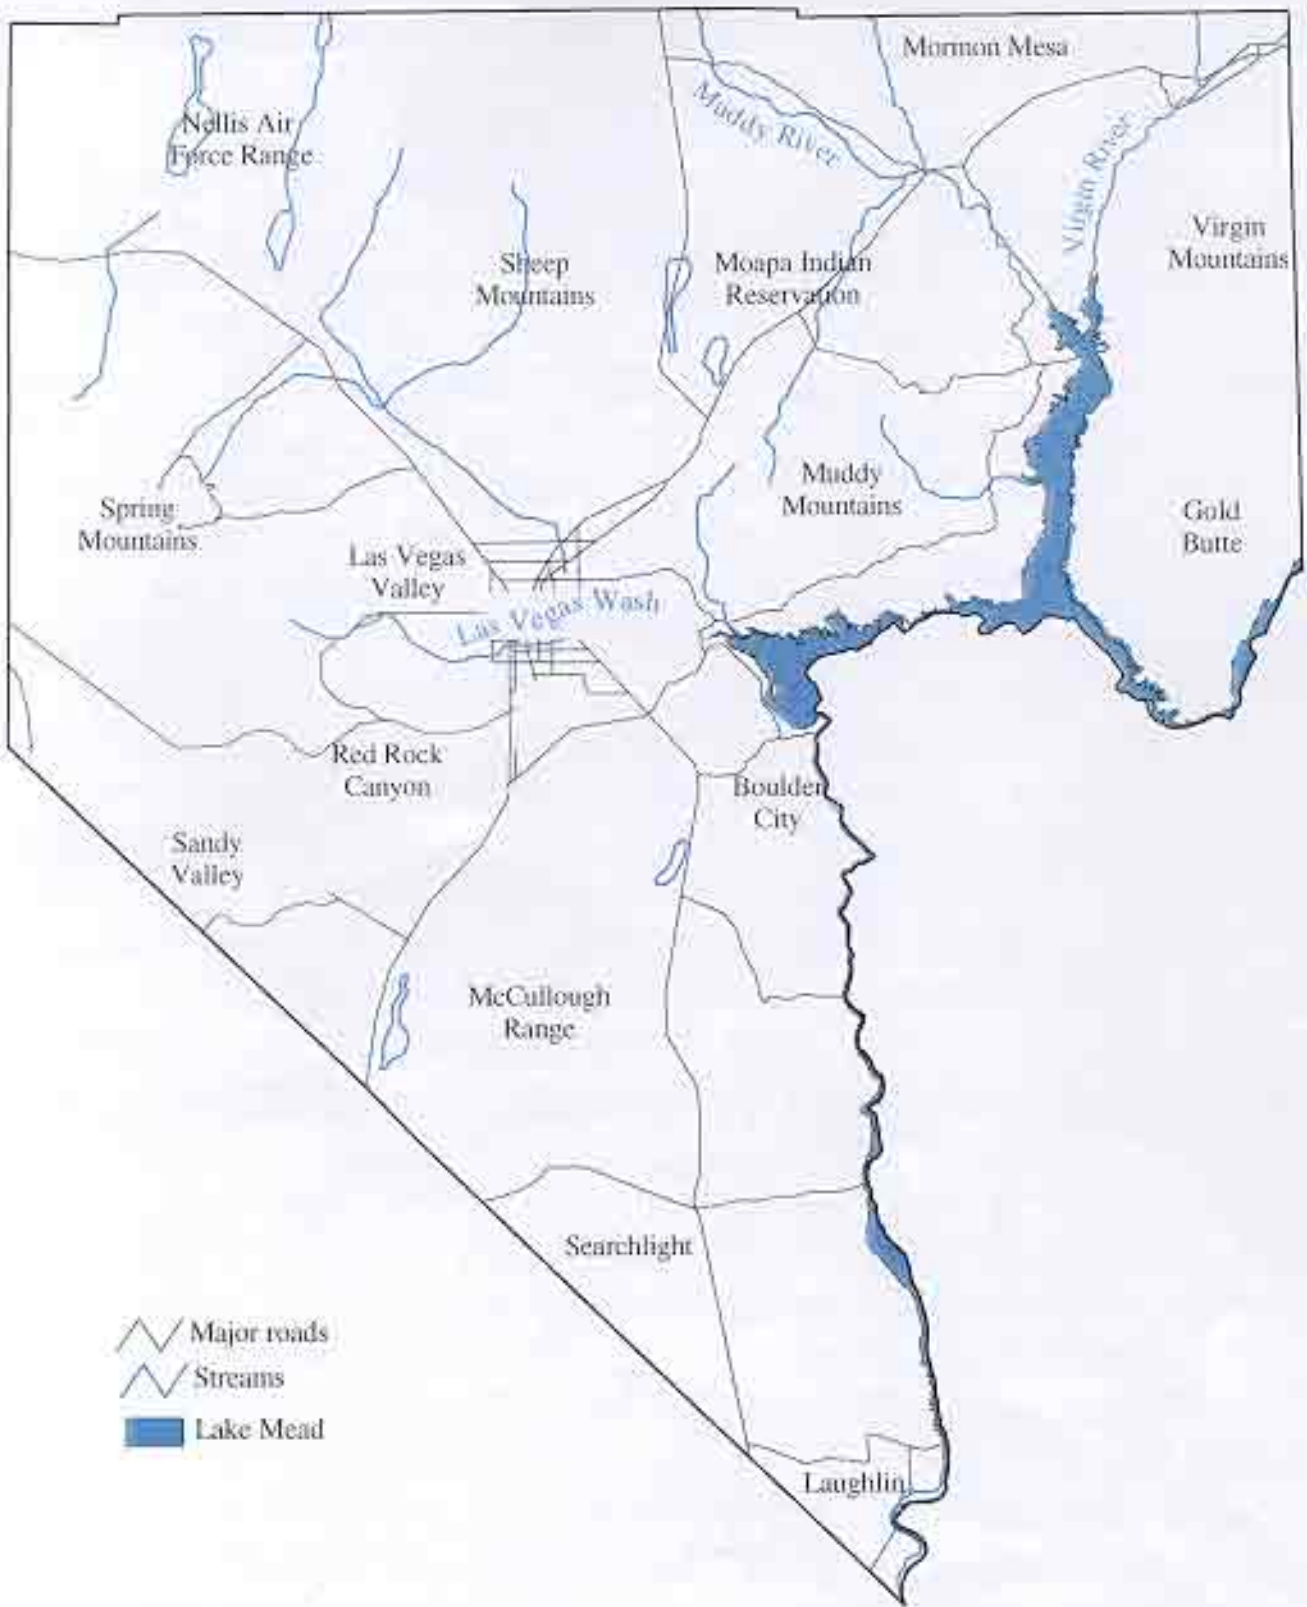 Mormon Mesa
Muddy River
Nellis Air
Force Range
Virgin River
Virgin
Mountains
Sheep
Mountains
Moapa Indian
Reservation
Muddy
Mountains
Spring
Mountains
Gold
Butte
Las Vegas
Valley
Las Vegas Wash
Red Rock
Canyon
Boulder
City
Sandy
Valley
McCullough
Range
Searchlight
Major roads
Streams
Lake Mead
Laughlin